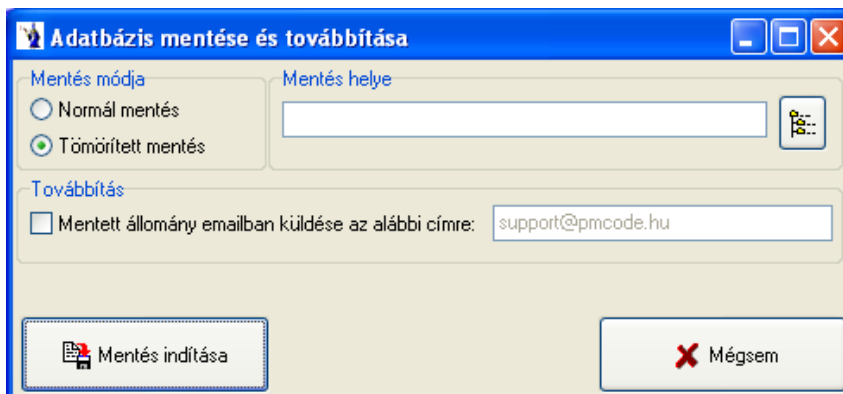 Adatbázis mentése és továbbítása
Mentés módja
Normál mentés
Tömörített mentés
Mentés helye
Továbbítás
Mentett állomány emailban küldése az alábbi címre:
support@pmcode.hu
Mentés indítása
Mégsem